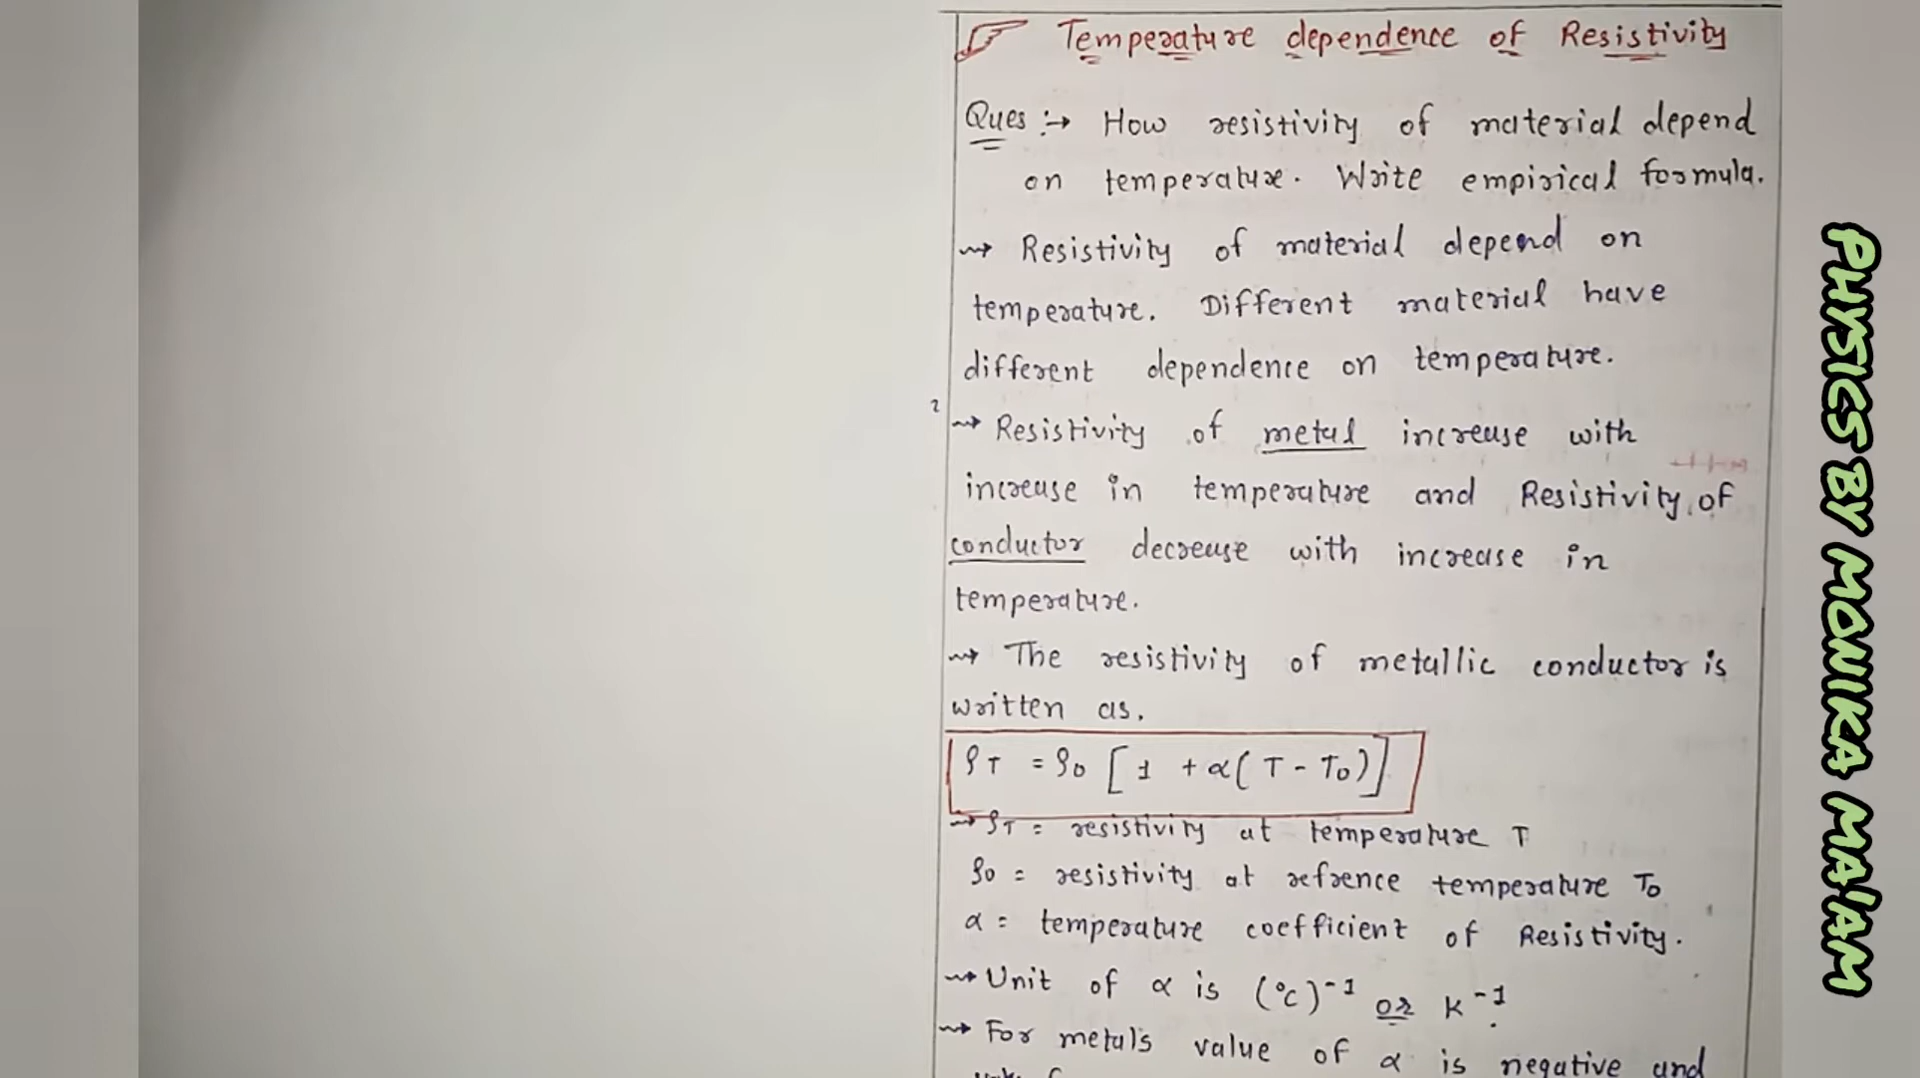 Temperature dependence of Resistivity
Ques :→ How resistivity of material depend
on temperature. Write empirical formula.
⇝ Resistivity of material depend on
temperature. Different material have
different dependence on temperature.
⇝ Resistivity of metal increase with
increase in temperature and Resistivity of
conductor decrease with increase in
temperature.
⇝ The resistivity of metallic conductor is
written as,
ρT = ρ0 [1 + α(T - T0)]
→ ρT = resistivity at temperature T
ρ0 = resistivity at refrence temperature To
α = temperature coefficient of Resistivity.
⇝ Unit of α is (°c)⁻¹ or K⁻¹
⇝ For metals value of α is negative and
PHYSICS BY MONIKA MA'AM